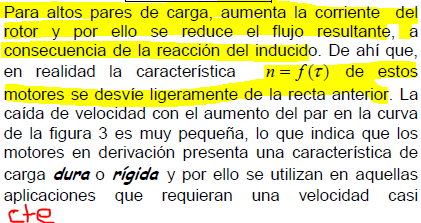 Para altos pares de carga, aumenta la corriente del
rotor y por ello se reduce el flujo resultante, a
consecuencia de la reacción del inducido. De ahí que,
en realidad la característica n = f(τ) de estos
motores se desvíe ligeramente de la recta anterior. La
caída de velocidad con el aumento del par en la curva
de la figura 3 es muy pequeña, lo que indica que los
motores en derivación presenta una característica de
carga dura o rígida y por ello se utilizan en aquellas
aplicaciones que requieran una velocidad casi
cte